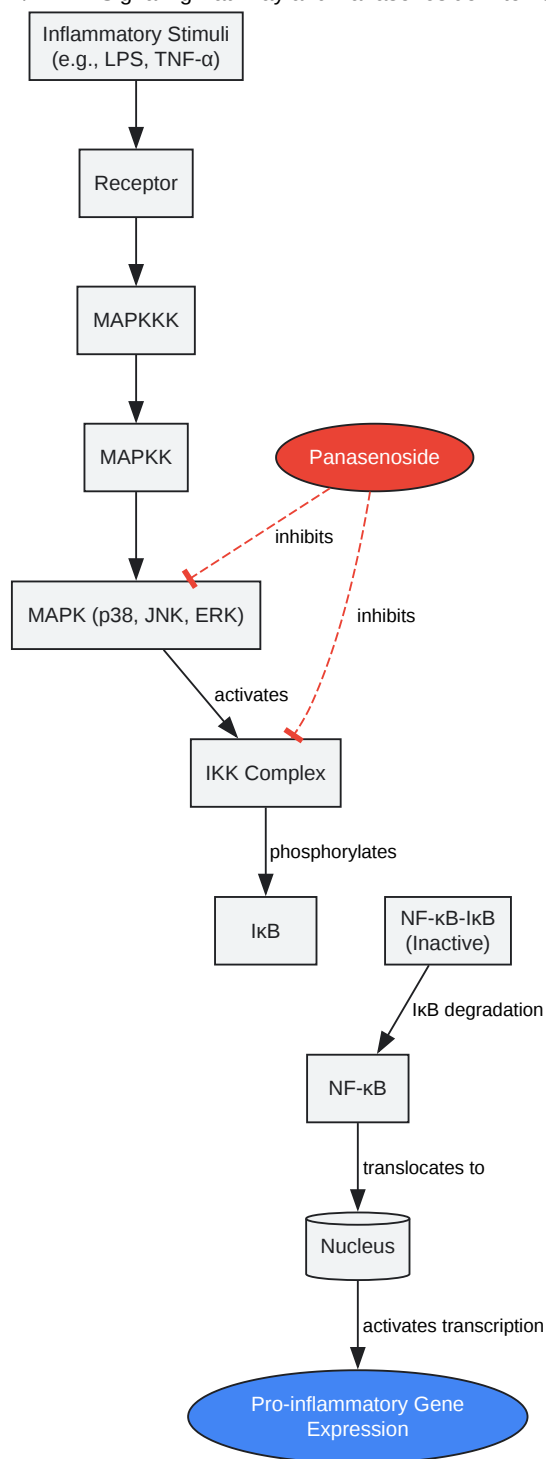 Inflammatory Stimuli
(e.g., LPS, TNF-α)
Receptor
MAPKKK
MAPKK
Panasenoside
inhibits
MAPK (p38, JNK, ERK)
inhibits
activates
IKK Complex
phosphorylates
IκB
NF-κB-IκB
(Inactive)
IκB degradation
NF-κB
translocates to
Nucleus
activates transcription
Pro-inflammatory Gene
Expression